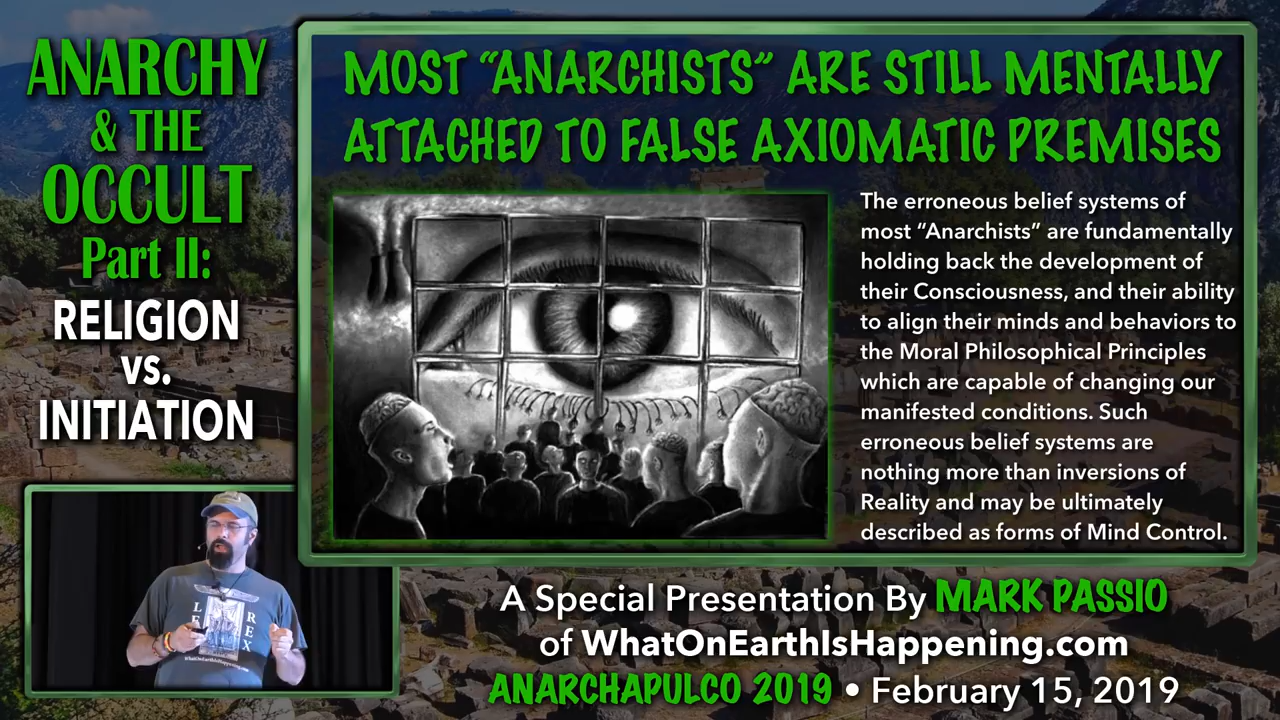 ANARCHY
& THE
OCCULT
Part II:
RELIGION
vs.
INITIATION
MOST “ANARCHISTS” ARE STILL MENTALLY
ATTACHED TO FALSE AXIOMATIC PREMISES
The erroneous belief systems of
most “Anarchists” are fundamentally
holding back the development of
their Consciousness, and their ability
to align their minds and behaviors to
the Moral Philosophical Principles
which are capable of changing our
manifested conditions. Such
erroneous belief systems are
nothing more than inversions of
Reality and may be ultimately
described as forms of Mind Control.
LEX
REX
WhatOnEarthIsHappening.com
A Special Presentation By MARK PASSIO
of WhatOnEarthIsHappening.com
ANARCHAPULCO 2019 • February 15, 2019